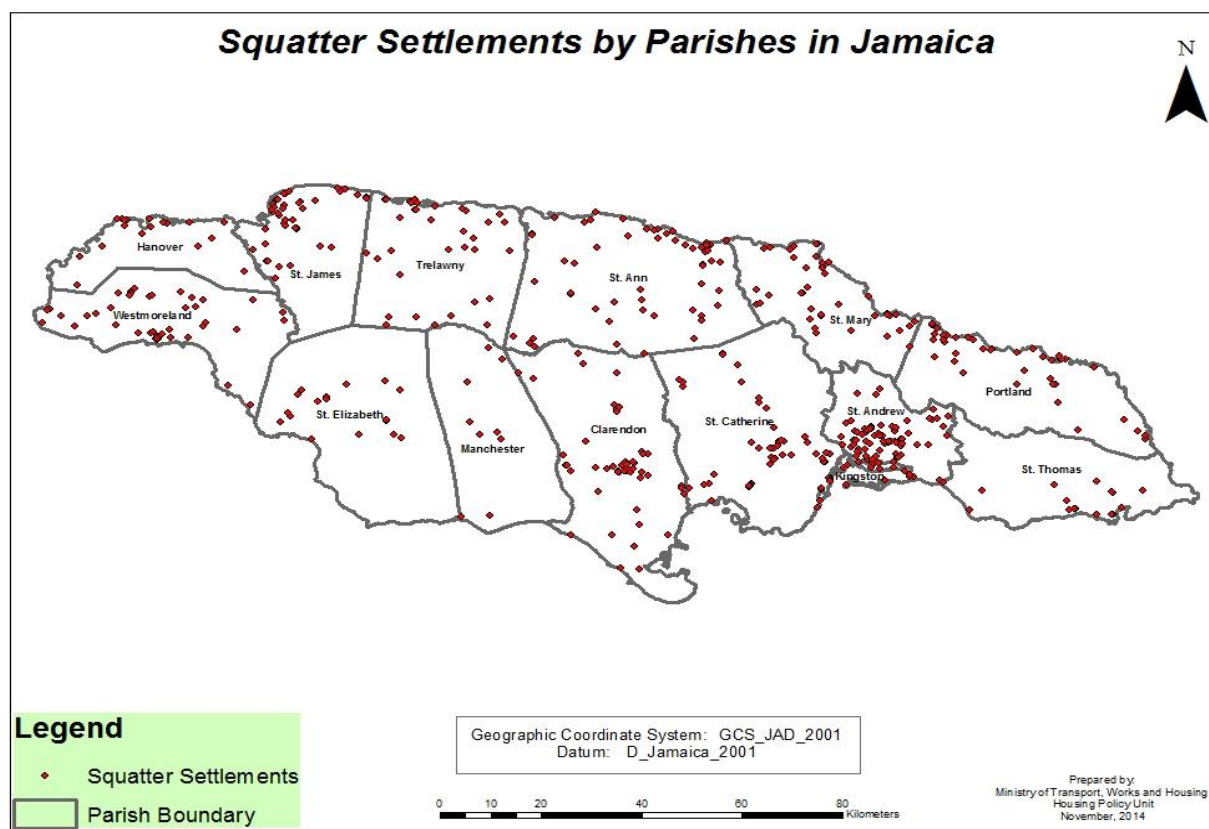 Squatter Settlements by Parishes in Jamaica
N
Hanover
St. James
Trelawny
St. Ann
Westmoreland
St. Mary
Portland
St. Elizabeth
Manchester
Clarendon
St. Catherine
St. Andrew
Kingston
St. Thomas
Legend
Squatter Settlements
Parish Boundary
Geographic Coordinate System: GCS_JAD_2001
Datum: D_Jamaica_2001
0 10 20 40 60 80
Kilometers
Prepared by:
Ministry of Transport, Works and Housing
Housing Policy Unit
November, 2014